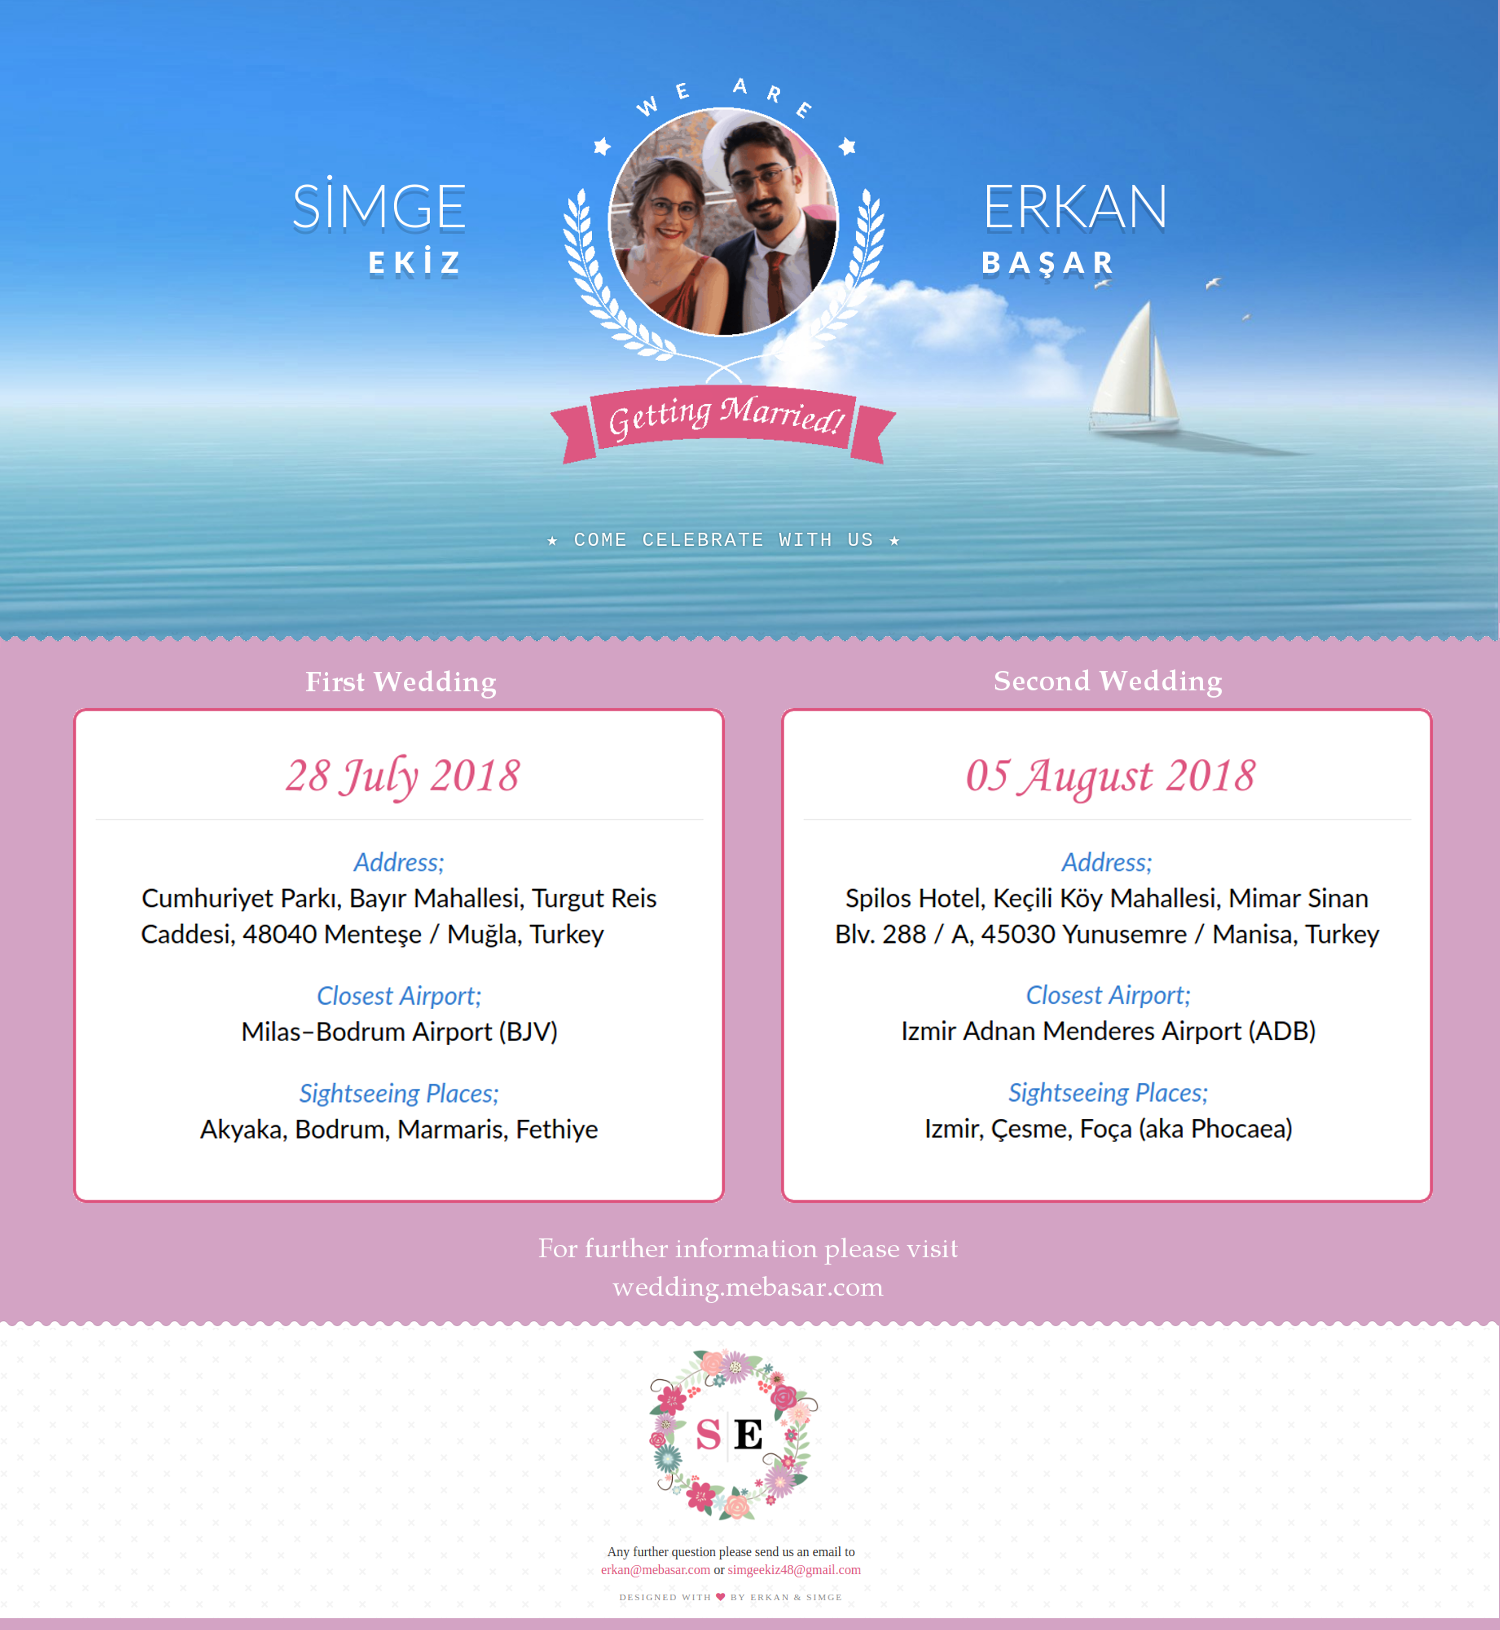 WE ARE
SİMGE
EKİZ
ERKAN
BAŞAR
Getting Married!
★ COME CELEBRATE WITH US ★
First Wedding
28 July 2018
Address;
Cumhuriyet Parkı, Bayır Mahallesi, Turgut Reis
Caddesi, 48040 Menteşe / Muğla, Turkey
Closest Airport;
Milas–Bodrum Airport (BJV)
Sightseeing Places;
Akyaka, Bodrum, Marmaris, Fethiye
Second Wedding
05 August 2018
Address;
Spilos Hotel, Keçili Köy Mahallesi, Mimar Sinan
Blv. 288 / A, 45030 Yunusemre / Manisa, Turkey
Closest Airport;
Izmir Adnan Menderes Airport (ADB)
Sightseeing Places;
Izmir, Çesme, Foça (aka Phocaea)
For further information please visit
wedding.mebasar.com
S|E
Any further question please send us an email to
erkan@mebasar.com or simgeekiz48@gmail.com
DESIGNED WITH ❤ BY ERKAN & SIMGE